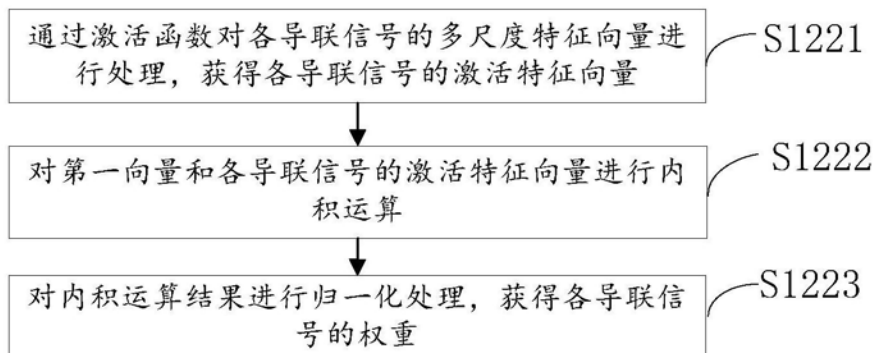 通过激活函数对各导联信号的多尺度特征向量进
行处理，获得各导联信号的激活特征向量
S1221
对第一向量和各导联信号的激活特征向量进行内
积运算
S1222
对内积运算结果进行归一化处理，获得各导联信
号的权重
S1223